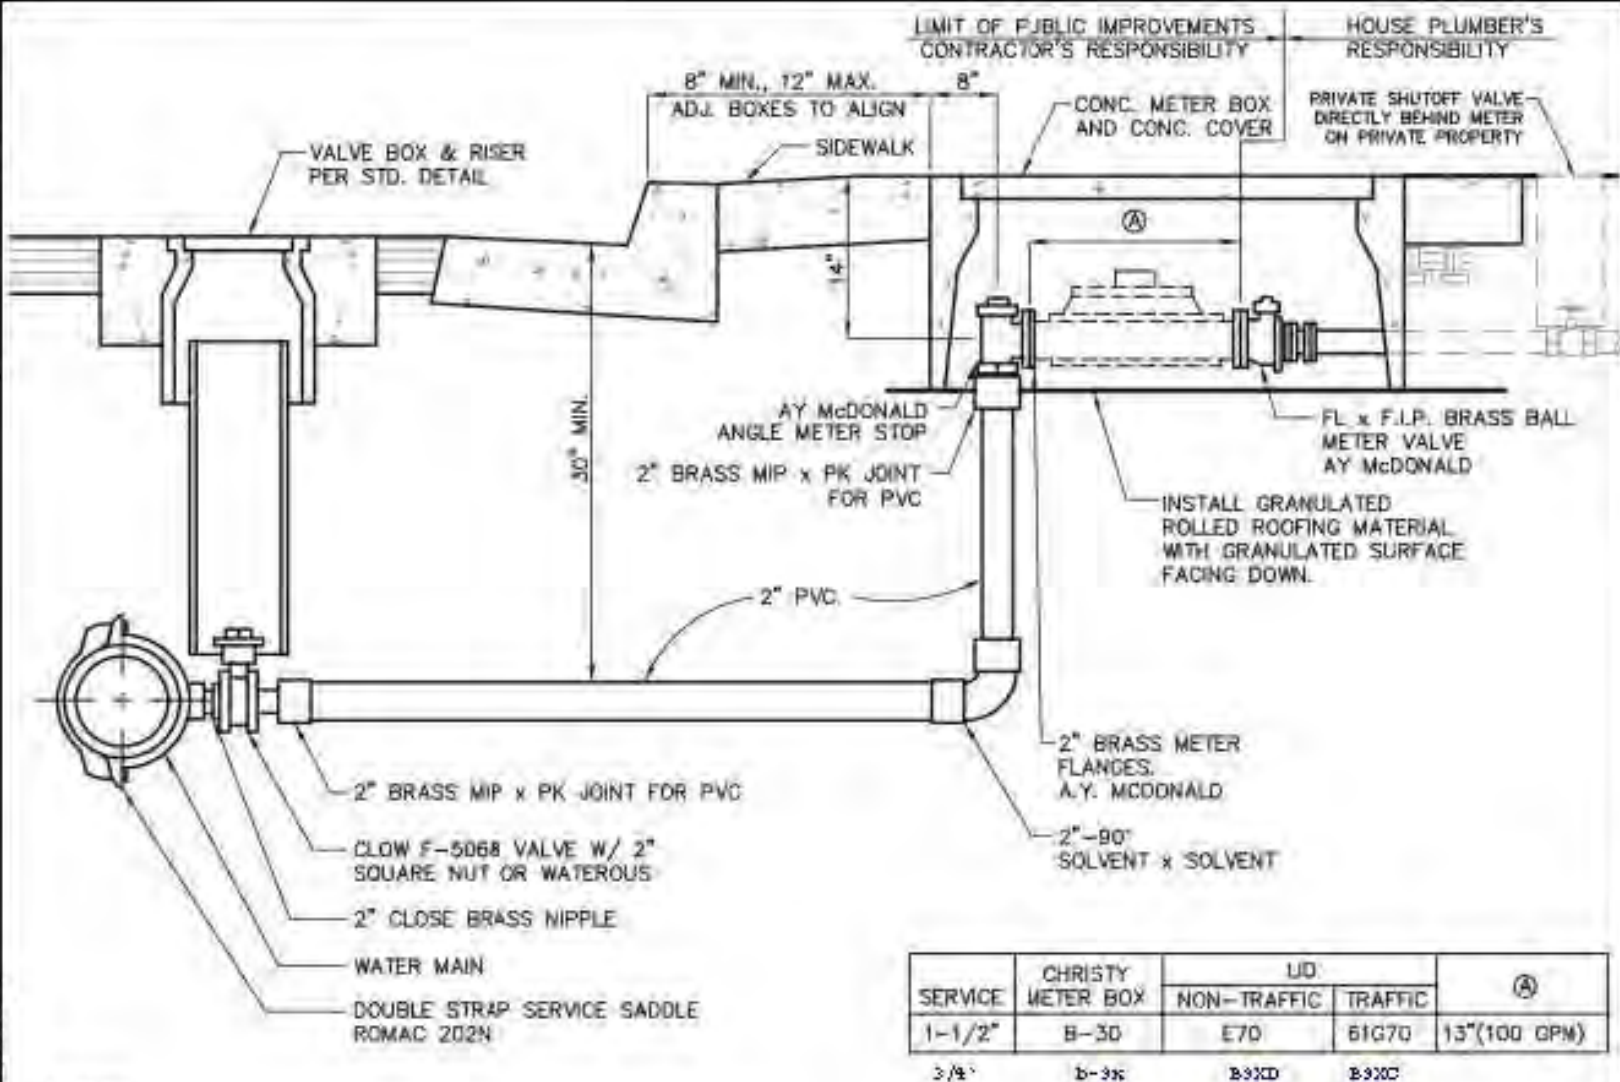 LIMIT OF PUBLIC IMPROVEMENTS
CONTRACTOR'S RESPONSIBILITY
HOUSE PLUMBER'S
RESPONSIBILITY
8" MIN., 12" MAX.
ADJ. BOXES TO ALIGN
8"
CONC. METER BOX
AND CONC. COVER
PRIVATE SHUTOFF VALVE
DIRECTLY BEHIND METER
ON PRIVATE PROPERTY
VALVE BOX & RISER
PER STD. DETAIL
SIDEWALK
A
14"
30" MIN.
AY McDONALD
ANGLE METER STOP
2" BRASS MIP x PK JOINT
FOR PVC
FL x F.I.P. BRASS BALL
METER VALVE
AY McDONALD
INSTALL GRANULATED
ROLLED ROOFING MATERIAL
WITH GRANULATED SURFACE
FACING DOWN.
2" PVC.
2" BRASS METER
FLANGES.
A.Y. MCDONALD
2"-90°
SOLVENT x SOLVENT
2" BRASS MIP x PK JOINT FOR PVC
CLOW F-5068 VALVE W/ 2"
SQUARE NUT OR WATEROUS
2" CLOSE BRASS NIPPLE
WATER MAIN
DOUBLE STRAP SERVICE SADDLE
ROMAC 202N
SERVICE CHRISTY METER BOX LID NON-TRAFFIC TRAFFIC A
1-1/2" B-30 E70 61G70 13"(100 GPM)
3/4" B3XD B3XC